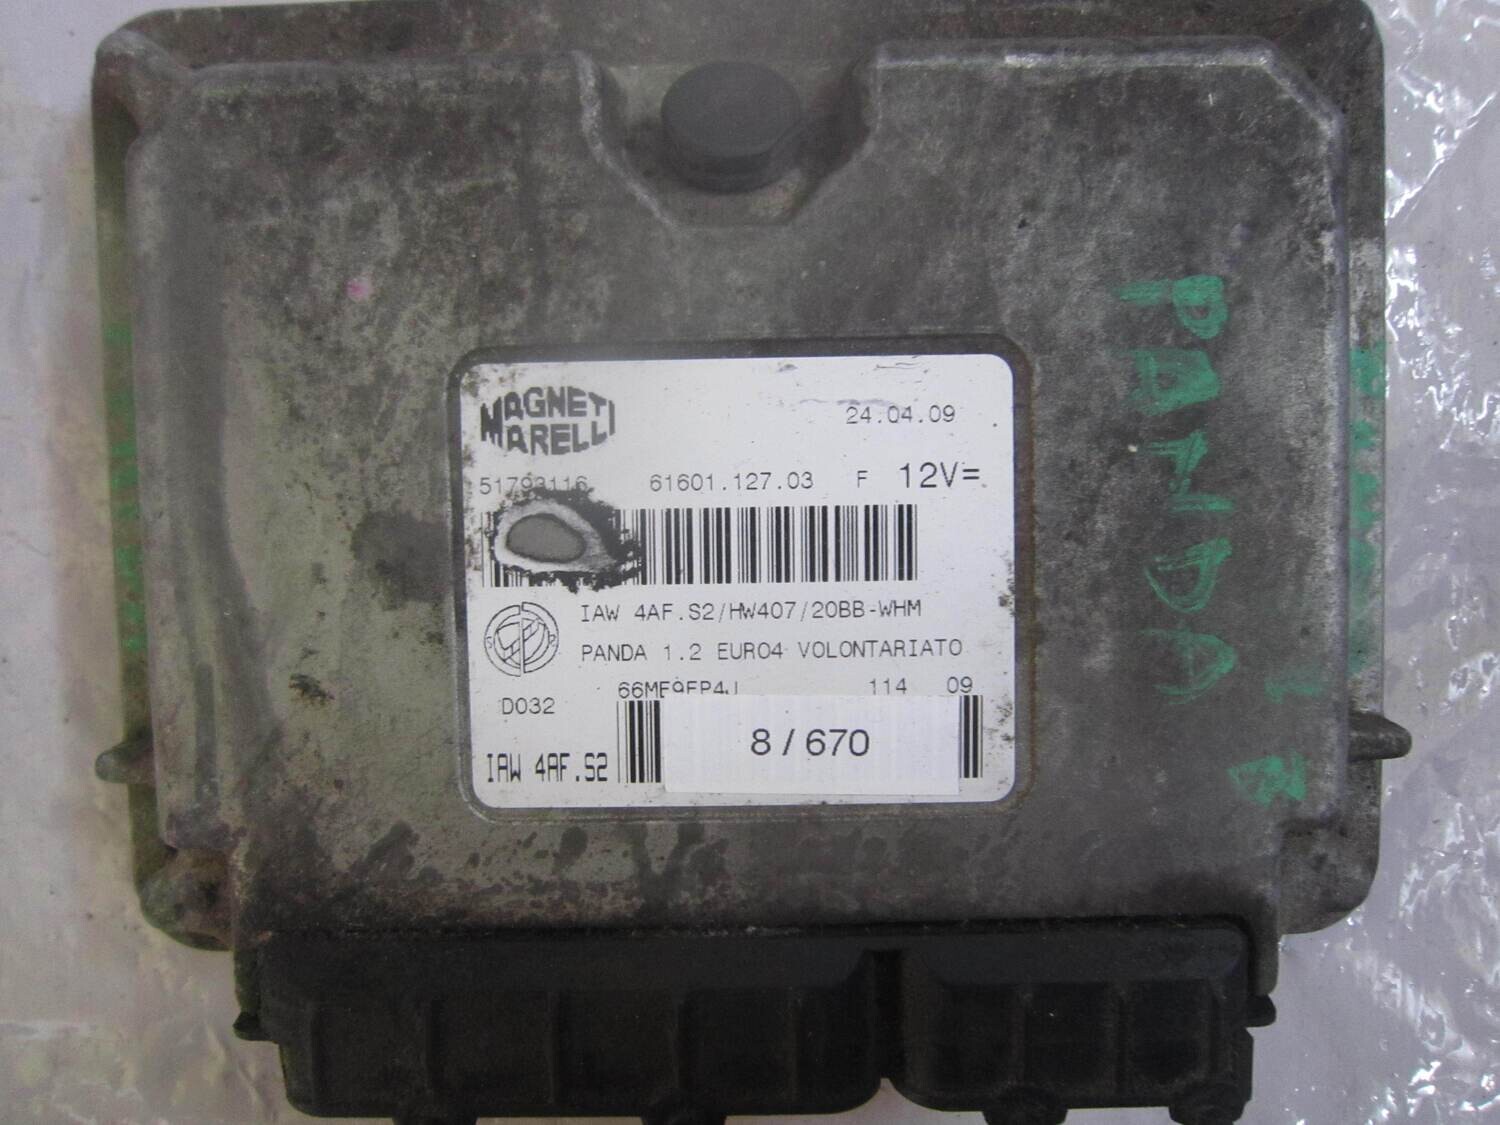 MAGNETI
MARELLI
24.04.09
51793116 61601.127.03 F 12V=
IAW 4AF.S2/HW407/20BB-WHM
PANDA 1.2 EURO4 VOLONTARIATO
114 09
D032
IAW 4AF.S2
8/670
PANDA